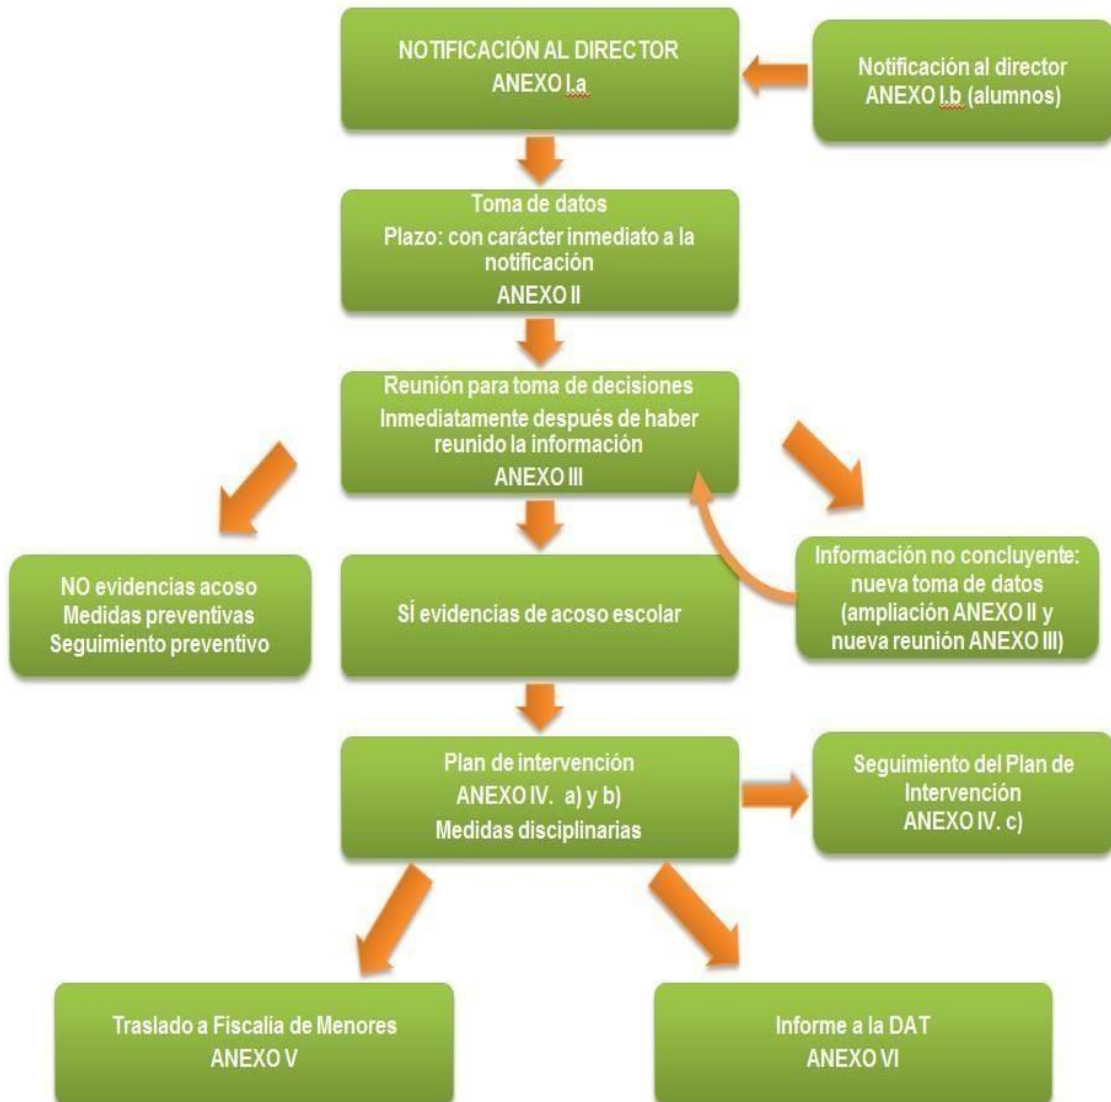 NOTIFICACIÓN AL DIRECTOR
ANEXO I.a
Notificación al director
ANEXO I.b (alumnos)
Toma de datos
Plazo: con carácter inmediato a la
notificación
ANEXO II
Reunión para toma de decisiones
Inmediatamente después de haber
reunido la información
ANEXO III
NO evidencias acoso
Medidas preventivas
Seguimiento preventivo
SÍ evidencias de acoso escolar
Información no concluyente:
nueva toma de datos
(ampliación ANEXO II y
nueva reunión ANEXO III)
Plan de intervención
ANEXO IV. a) y b)
Medidas disciplinarias
Seguimiento del Plan de
Intervención
ANEXO IV. c)
Traslado a Fiscalía de Menores
ANEXO V
Informe a la DAT
ANEXO VI